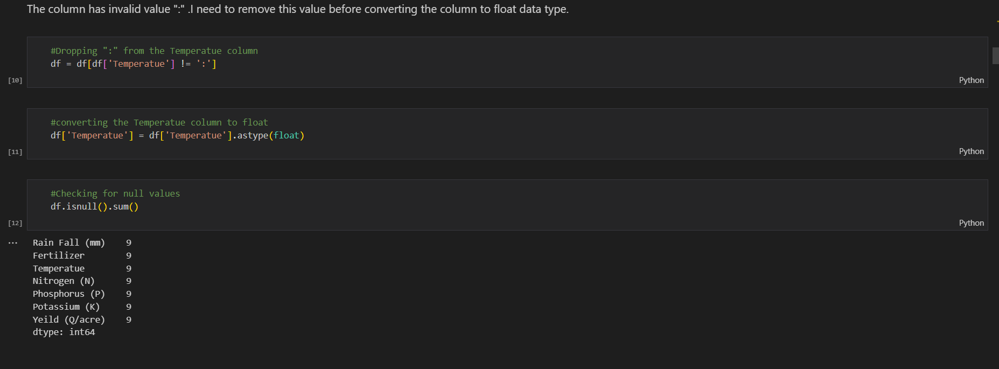 The column has invalid value ":" .I need to remove this value before converting the column to float data type.
#Dropping ":" from the Temperatue column
df = df[df['Temperatue'] != ':']
[10]
Python
#converting the Temperatue column to float
df['Temperatue'] = df['Temperatue'].astype(float)
[11]
Python
#Checking for null values
df.isnull().sum()
[12]
Python
... Rain Fall (mm) 9
Fertilizer 9
Temperatue 9
Nitrogen (N) 9
Phosphorus (P) 9
Potassium (K) 9
Yeild (Q/acre) 9
dtype: int64